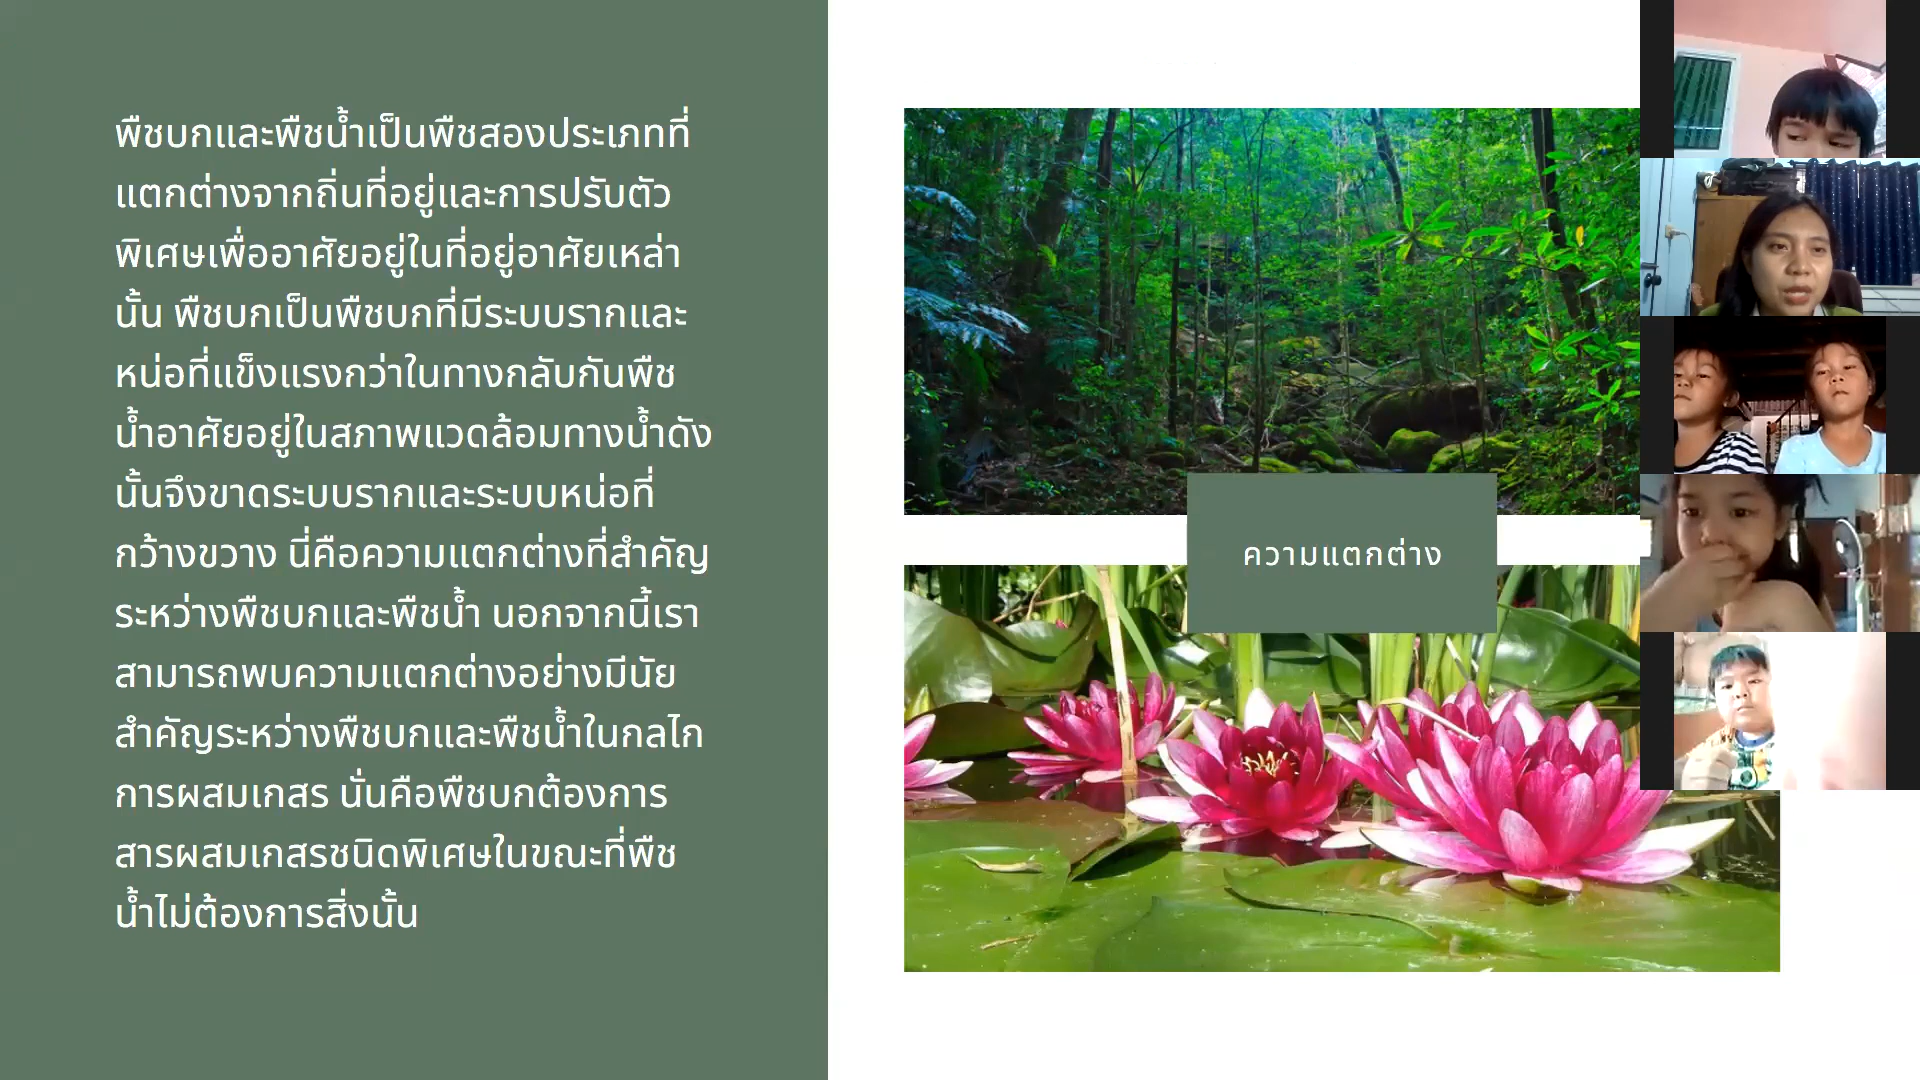 พืชบกและพืชน้ำเป็นพืชสองประเภทที่
แตกต่างจากถิ่นที่อยู่และการปรับตัว
พิเศษเพื่ออาศัยอยู่ในที่อยู่อาศัยเหล่า
นั้น พืชบกเป็นพืชบกที่มีระบบรากและ
หน่อที่แข็งแรงกว่าในทางกลับกันพืช
น้ำอาศัยอยู่ในสภาพแวดล้อมทางน้ำดัง
นั้นจึงขาดระบบรากและระบบหน่อที่
กว้างขวาง นี่คือความแตกต่างที่สำคัญ
ระหว่างพืชบกและพืชน้ำ นอกจากนี้เรา
สามารถพบความแตกต่างอย่างมีนัย
สำคัญระหว่างพืชบกและพืชน้ำในกลไก
การผสมเกสร นั่นคือพืชบกต้องการ
สารผสมเกสรชนิดพิเศษในขณะที่พืช
น้ำไม่ต้องการสิ่งนั้น
ความแตกต่าง